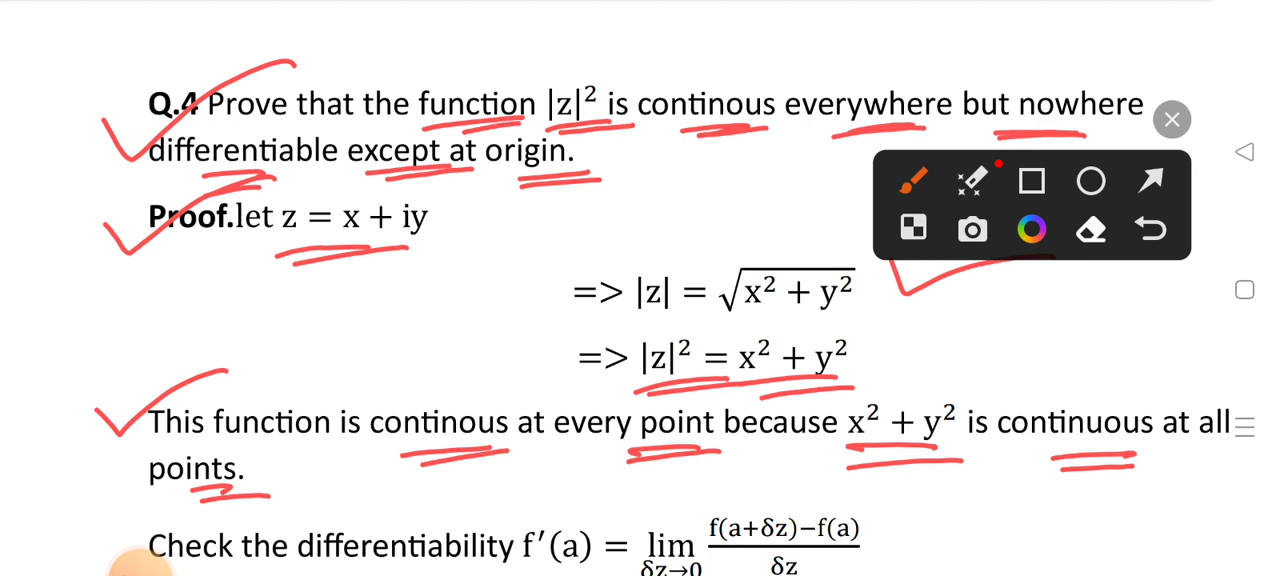 Q.4 Prove that the function |z|² is continous everywhere but nowhere
differentiable except at origin.
Proof.let z = x + iy
=> |z| = √x² + y²
=> |z|² = x² + y²
This function is continous at every point because x² + y² is continuous at all
points.
Check the differentiability f′(a) = lim δz→0 f(a+δz)−f(a) / δz